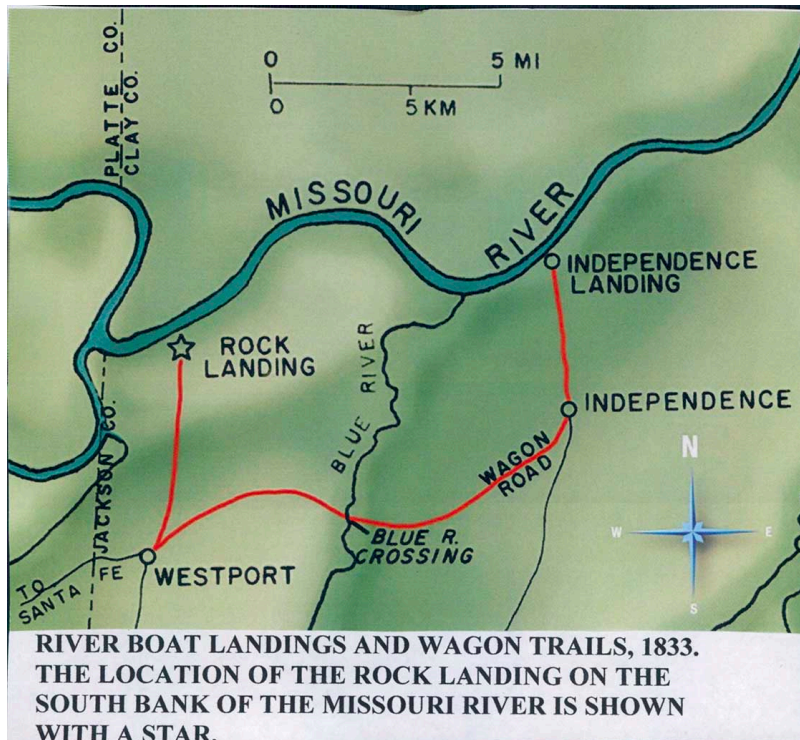 PLATTE CO.
CLAY CO.
0 5 MI
0 5 KM
MISSOURI
RIVER
INDEPENDENCE
LANDING
ROCK
LANDING
BLUE RIVER
INDEPENDENCE
WAGON
ROAD
N
W E
S
JACKSON CO.
BLUE R.
CROSSING
WESTPORT
TO
SANTA FE
RIVER BOAT LANDINGS AND WAGON TRAILS, 1833.
THE LOCATION OF THE ROCK LANDING ON THE
SOUTH BANK OF THE MISSOURI RIVER IS SHOWN
WITH A STAR.